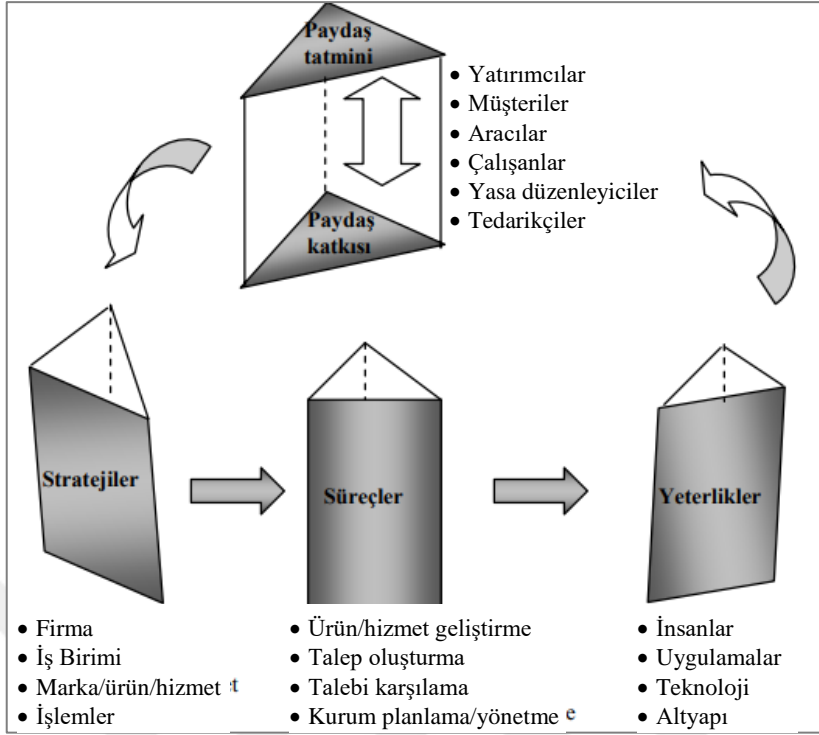 Paydaş
tatmini
• Yatırımcılar
• Müşteriler
• Aracılar
• Çalışanlar
• Yasa düzenleyiciler
• Tedarikçiler
Paydaş
katkısı
Stratejiler
Süreçler
Yeterlikler
• Firma
• İş Birimi
• Marka/ürün/hizmet
• İşlemler
• Ürün/hizmet geliştirme
• Talep oluşturma
• Talebi karşılama
• Kurum planlama/yönetme
• İnsanlar
• Uygulamalar
• Teknoloji
• Altyapı